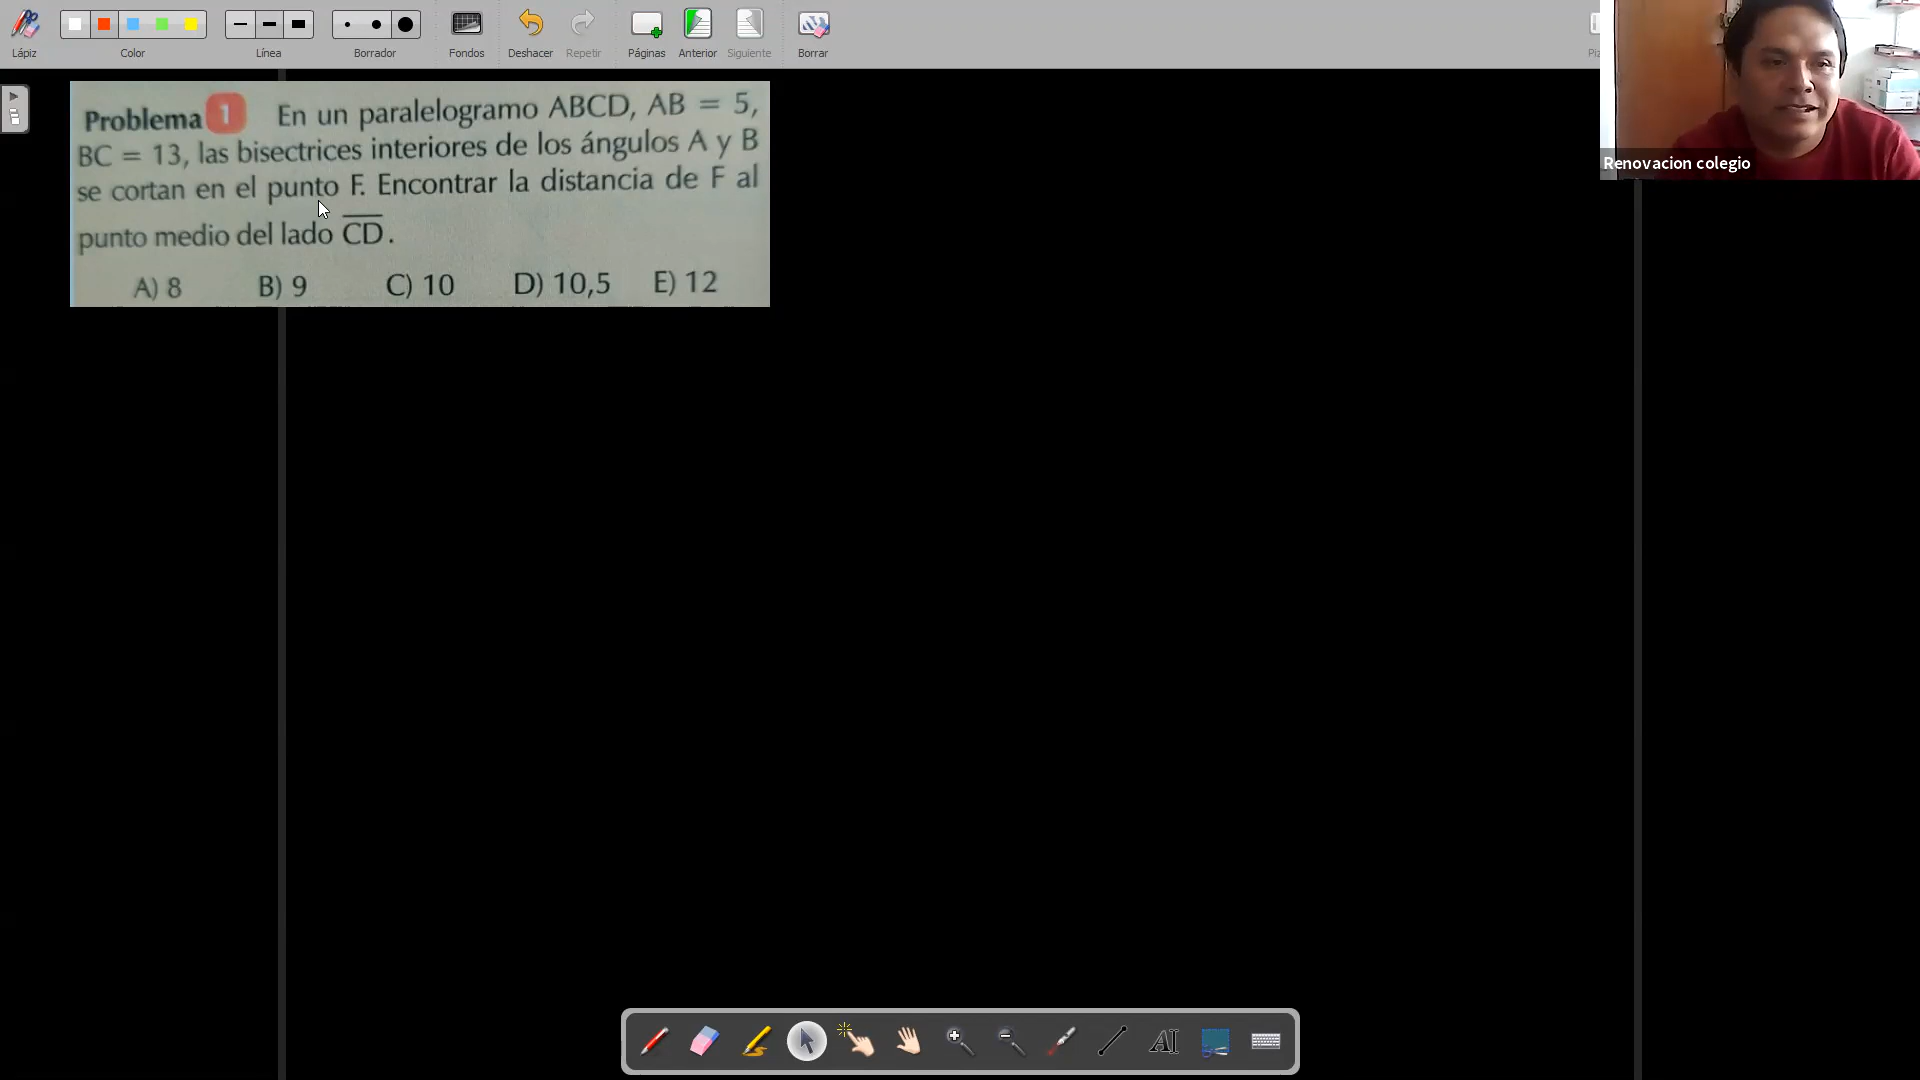 Lápiz
Color
Línea
Borrador
Fondos
Deshacer
Repetir
Páginas
Anterior
Siguiente
Borrar
Renovacion colegio
Problema 1 En un paralelogramo ABCD, AB = 5,
BC = 13, las bisectrices interiores de los ángulos A y B
se cortan en el punto F. Encontrar la distancia de F al
punto medio del lado CD.
A) 8 B) 9 C) 10 D) 10,5 E) 12
AI